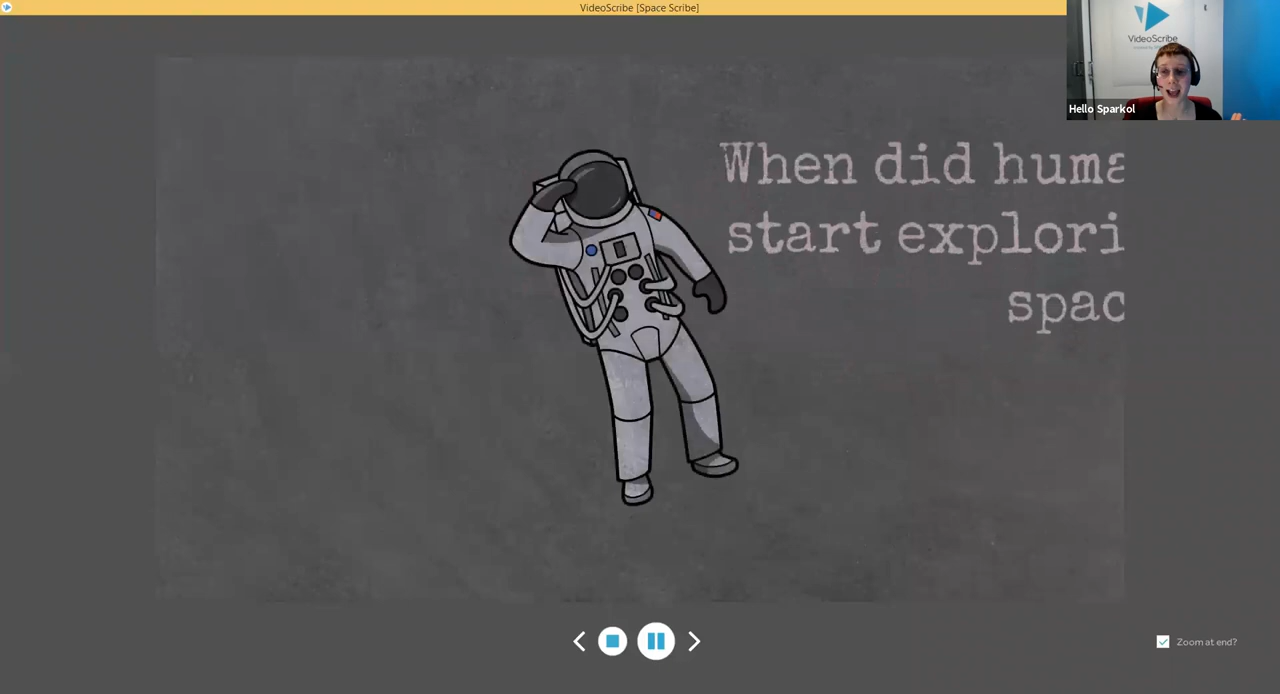 VideoScribe [Space Scribe]
VideoScribe
Hello Sparkol
When did huma
start explori
spac
Zoom at end?